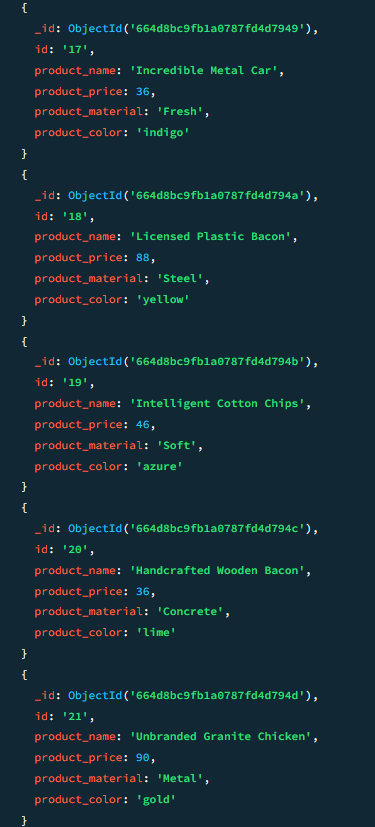 {
_id: ObjectId('664d8bc9fb1a0787fd4d7949'),
id: '17',
product_name: 'Incredible Metal Car',
product_price: 36,
product_material: 'Fresh',
product_color: 'indigo'
}
{
_id: ObjectId('664d8bc9fb1a0787fd4d794a'),
id: '18',
product_name: 'Licensed Plastic Bacon',
product_price: 88,
product_material: 'Steel',
product_color: 'yellow'
}
{
_id: ObjectId('664d8bc9fb1a0787fd4d794b'),
id: '19',
product_name: 'Intelligent Cotton Chips',
product_price: 46,
product_material: 'Soft',
product_color: 'azure'
}
{
_id: ObjectId('664d8bc9fb1a0787fd4d794c'),
id: '20',
product_name: 'Handcrafted Wooden Bacon',
product_price: 36,
product_material: 'Concrete',
product_color: 'lime'
}
{
_id: ObjectId('664d8bc9fb1a0787fd4d794d'),
id: '21',
product_name: 'Unbranded Granite Chicken',
product_price: 90,
product_material: 'Metal',
product_color: 'gold'
}